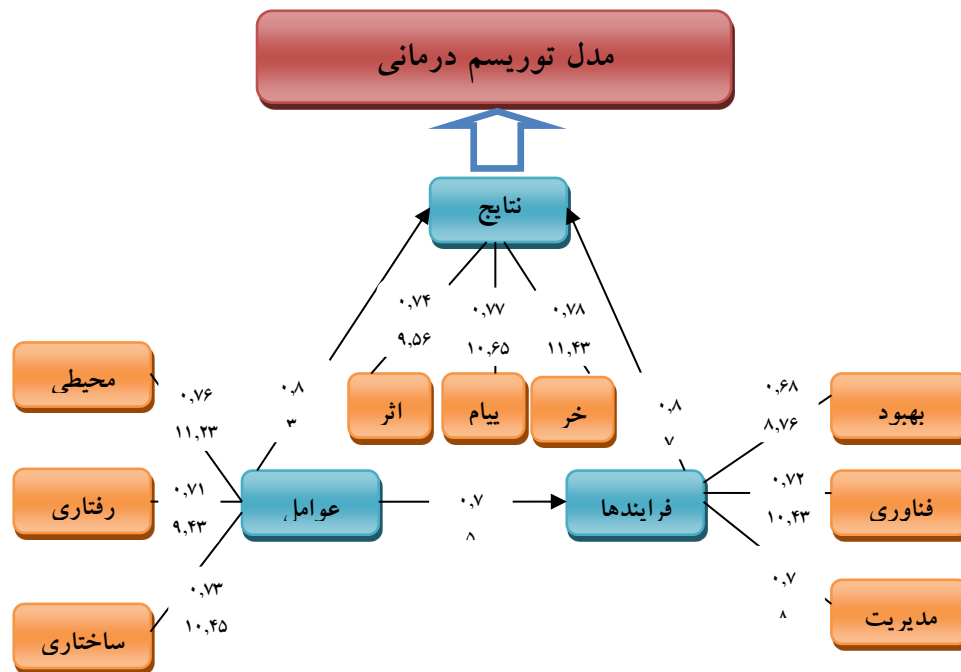 مدل توریسم درمانی
نتایج
۰,۷۴
۹,۵۶
۰,۷۷
۱۰,۶۵
۰,۷۸
۱۱,۴۳
اثر
پیام
خر
محیطی
۰,۷۶
۱۱,۲۳
رفتاری
۰,۷۱
۹,۴۳
ساختاری
۰,۷۳
۱۰,۴۵
۰,۸
۳
عوامل
۰,۷
۵
فرایندها
۰,۸
۷
۰,۶۸
۸,۷۶
بهبود
۰,۷۲
۱۰,۴۳
فناوری
۰,۷
۸
مدیریت